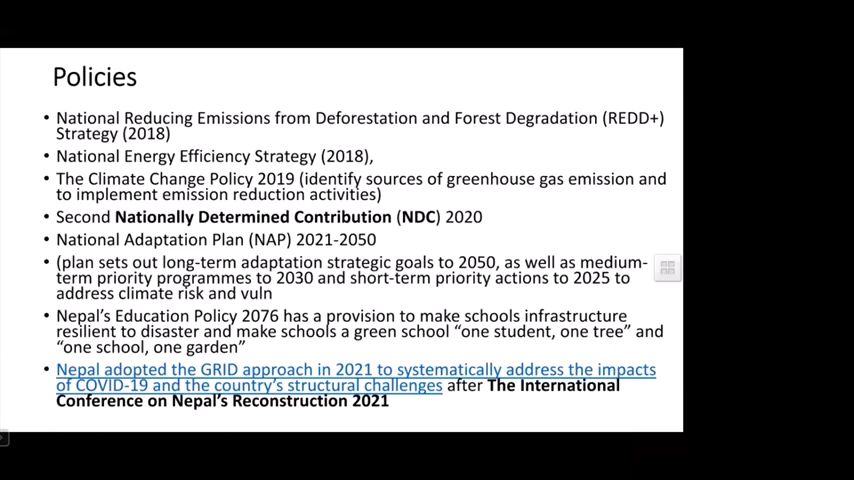 Policies
• National Reducing Emissions from Deforestation and Forest Degradation (REDD+)
Strategy (2018)
• National Energy Efficiency Strategy (2018),
• The Climate Change Policy 2019 (identify sources of greenhouse gas emission and
to implement emission reduction activities)
• Second Nationally Determined Contribution (NDC) 2020
• National Adaptation Plan (NAP) 2021-2050
• (plan sets out long-term adaptation strategic goals to 2050, as well as medium-
term priority programmes to 2030 and short-term priority actions to 2025 to
address climate risk and vuln
• Nepal’s Education Policy 2076 has a provision to make schools infrastructure
resilient to disaster and make schools a green school “one student, one tree” and
“one school, one garden”
• Nepal adopted the GRID approach in 2021 to systematically address the impacts
of COVID-19 and the country’s structural challenges after The International
Conference on Nepal’s Reconstruction 2021